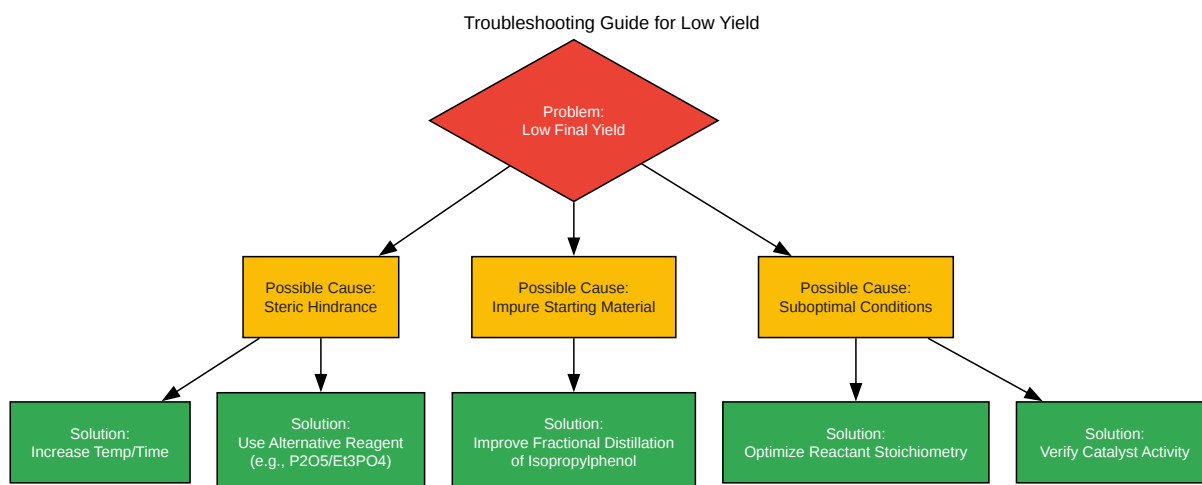 Troubleshooting Guide for Low Yield
Problem:
Low Final Yield
Possible Cause:
Steric Hindrance
Possible Cause:
Impure Starting Material
Possible Cause:
Suboptimal Conditions
Solution:
Increase Temp/Time
Solution:
Use Alternative Reagent
(e.g., P2O5/Et3PO4)
Solution:
Improve Fractional Distillation
of Isopropylphenol
Solution:
Optimize Reactant Stoichiometry
Solution:
Verify Catalyst Activity